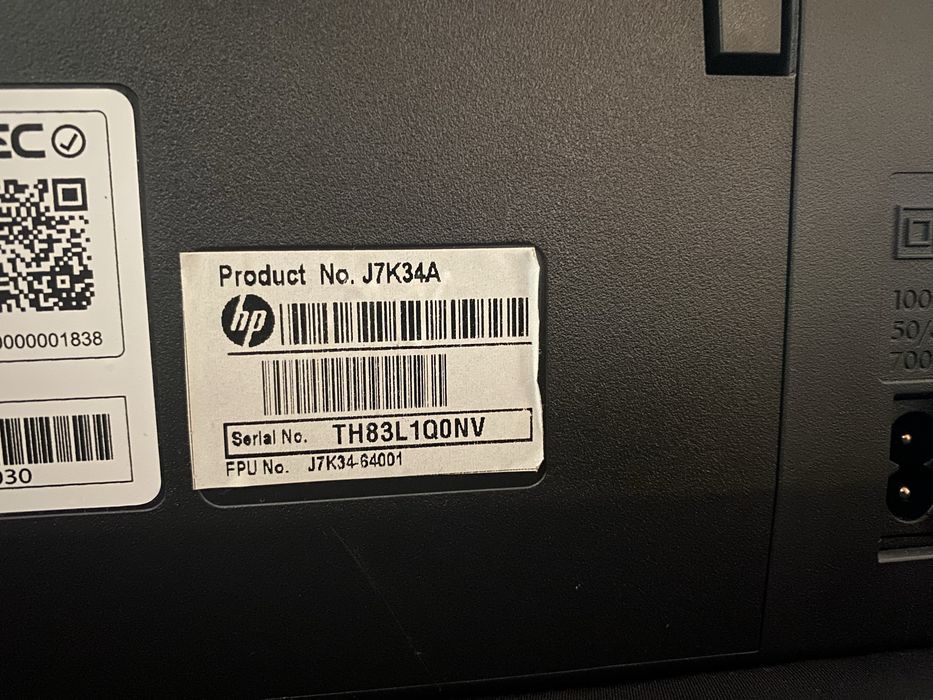 EC
0000001838
030
Product No. J7K34A
hp
Serial No. TH83L1Q0NV
FPU No. J7K34-64001
100
50/
700